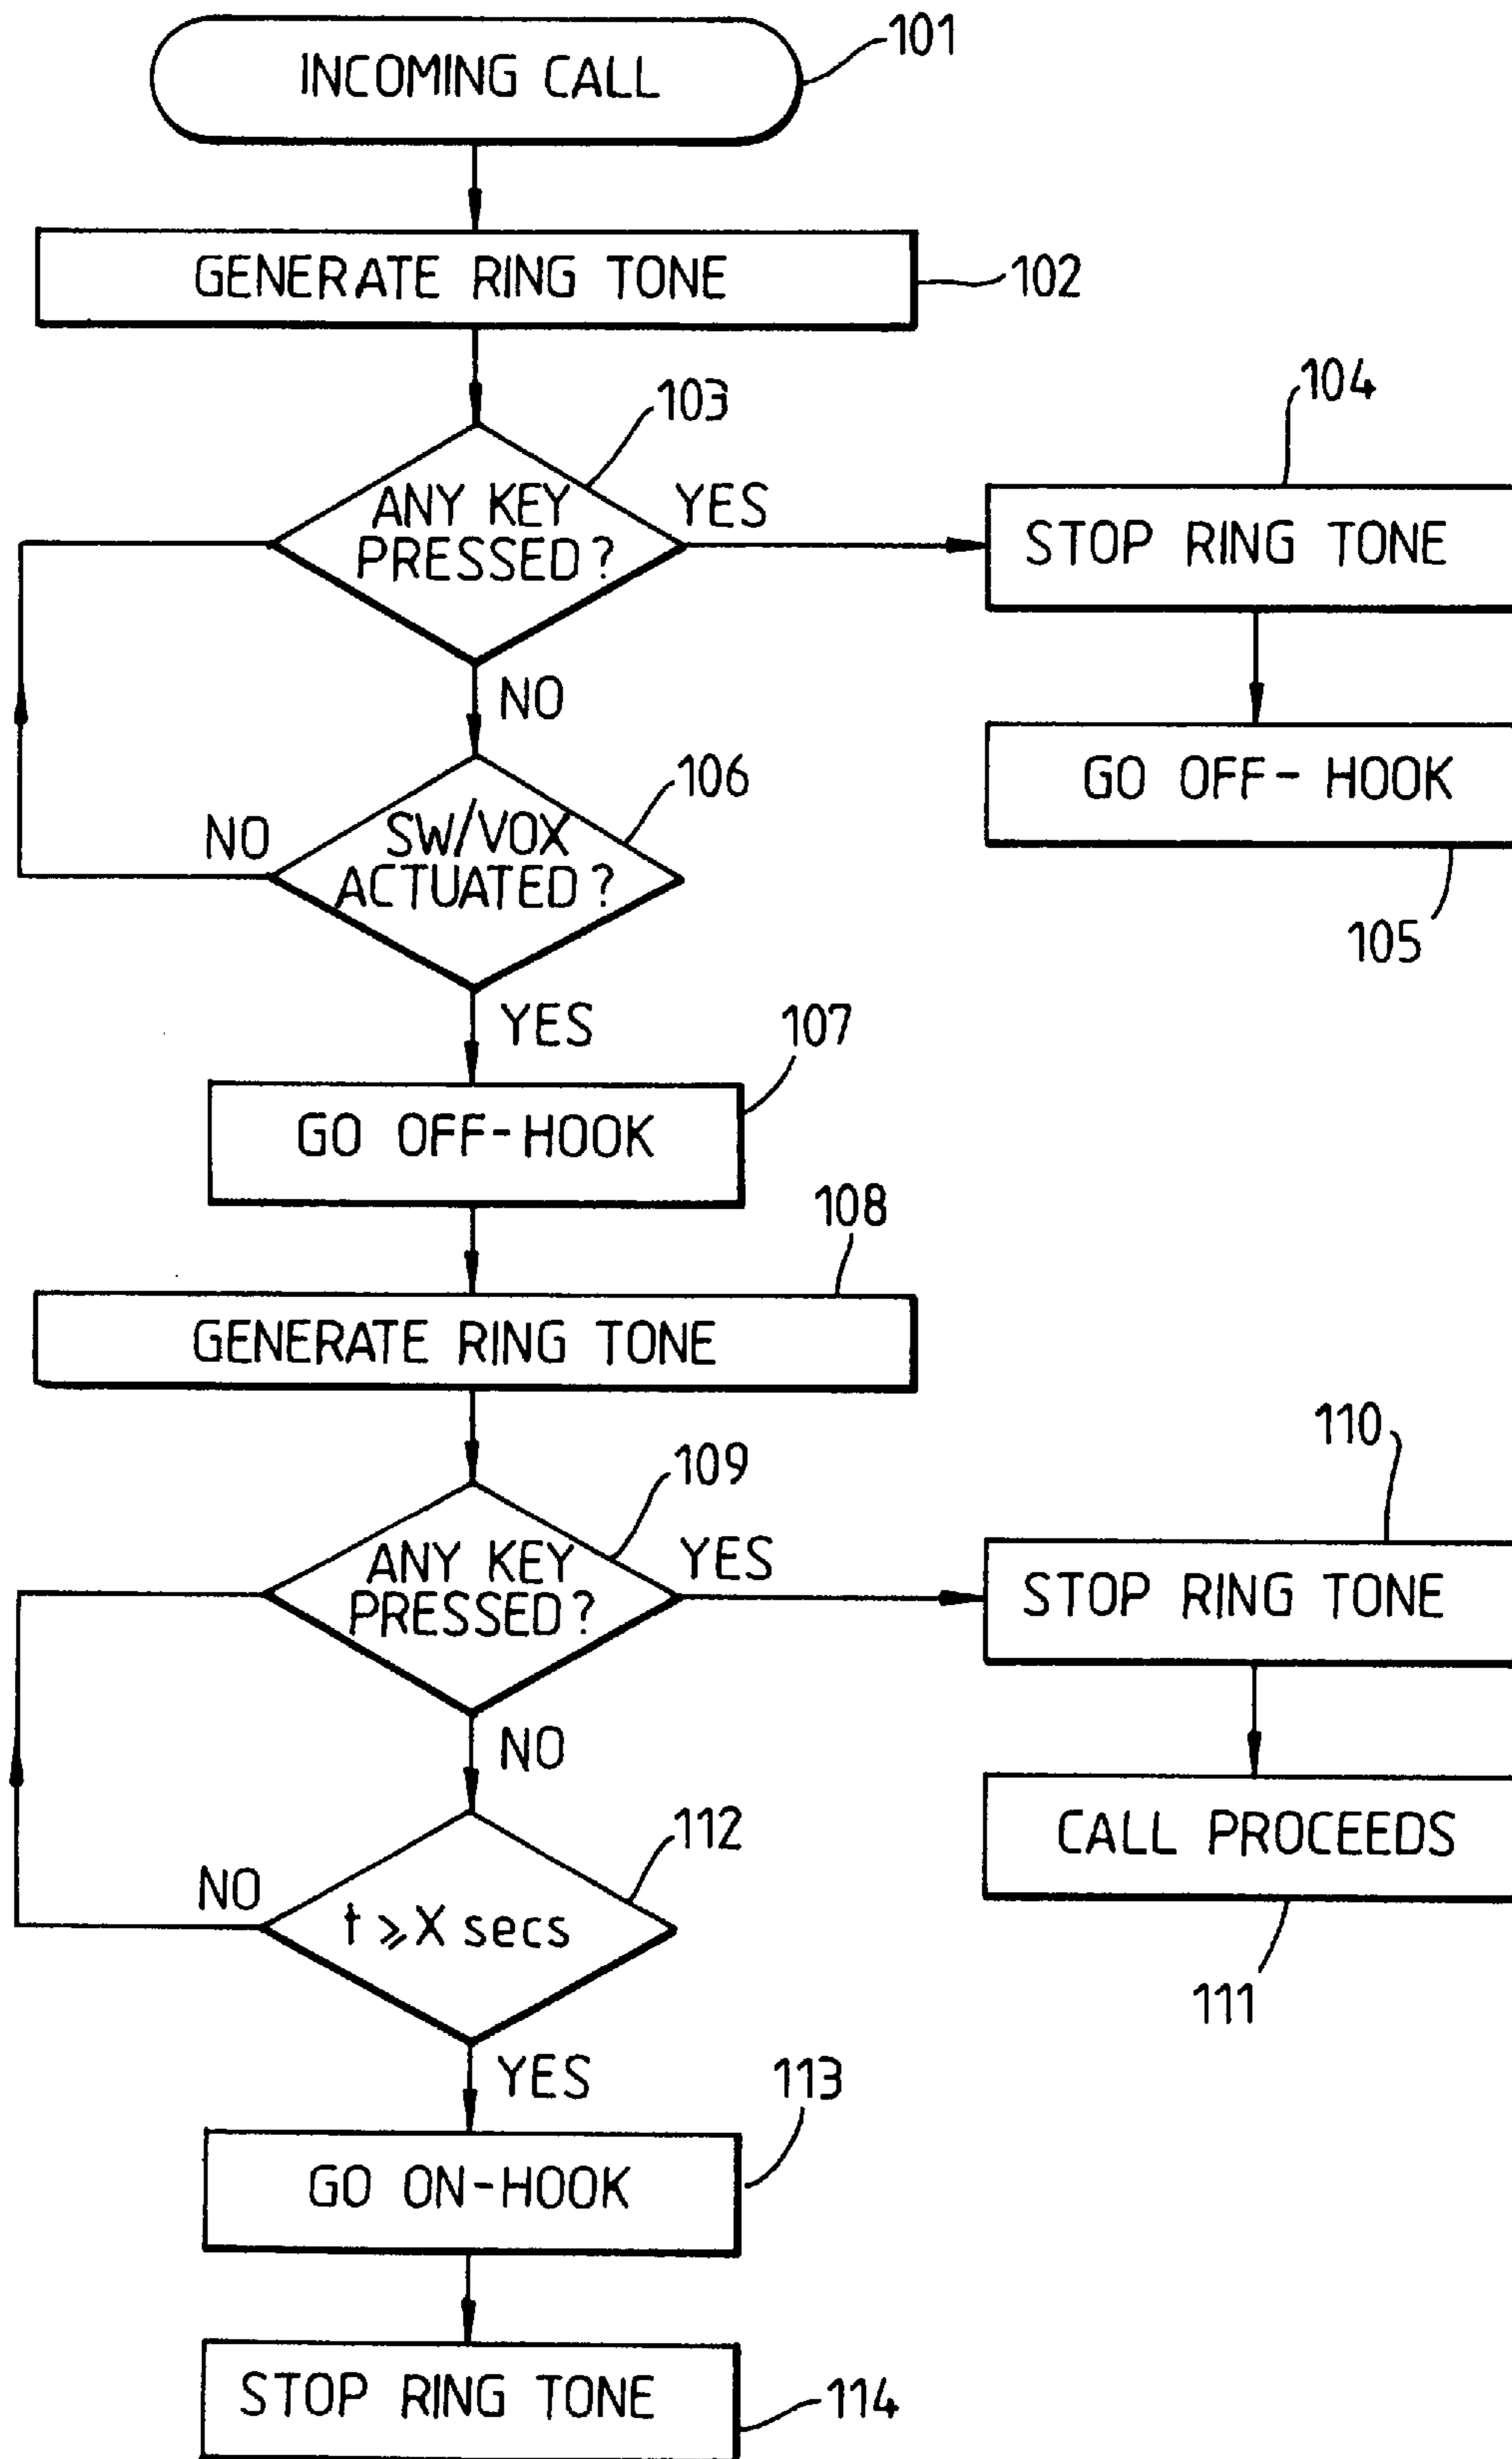 INCOMING CALL
101
GENERATE RING TONE
102
103
ANY KEY
PRESSED?
YES
104
STOP RING TONE
NO
GO OFF-HOOK
105
106
SW/VOX
ACTUATED?
NO
YES
107
GO OFF-HOOK
108
GENERATE RING TONE
109
ANY KEY
PRESSED?
YES
110
STOP RING TONE
NO
CALL PROCEEDS
111
112
t ⩾ X secs
NO
YES
113
GO ON-HOOK
STOP RING TONE
114